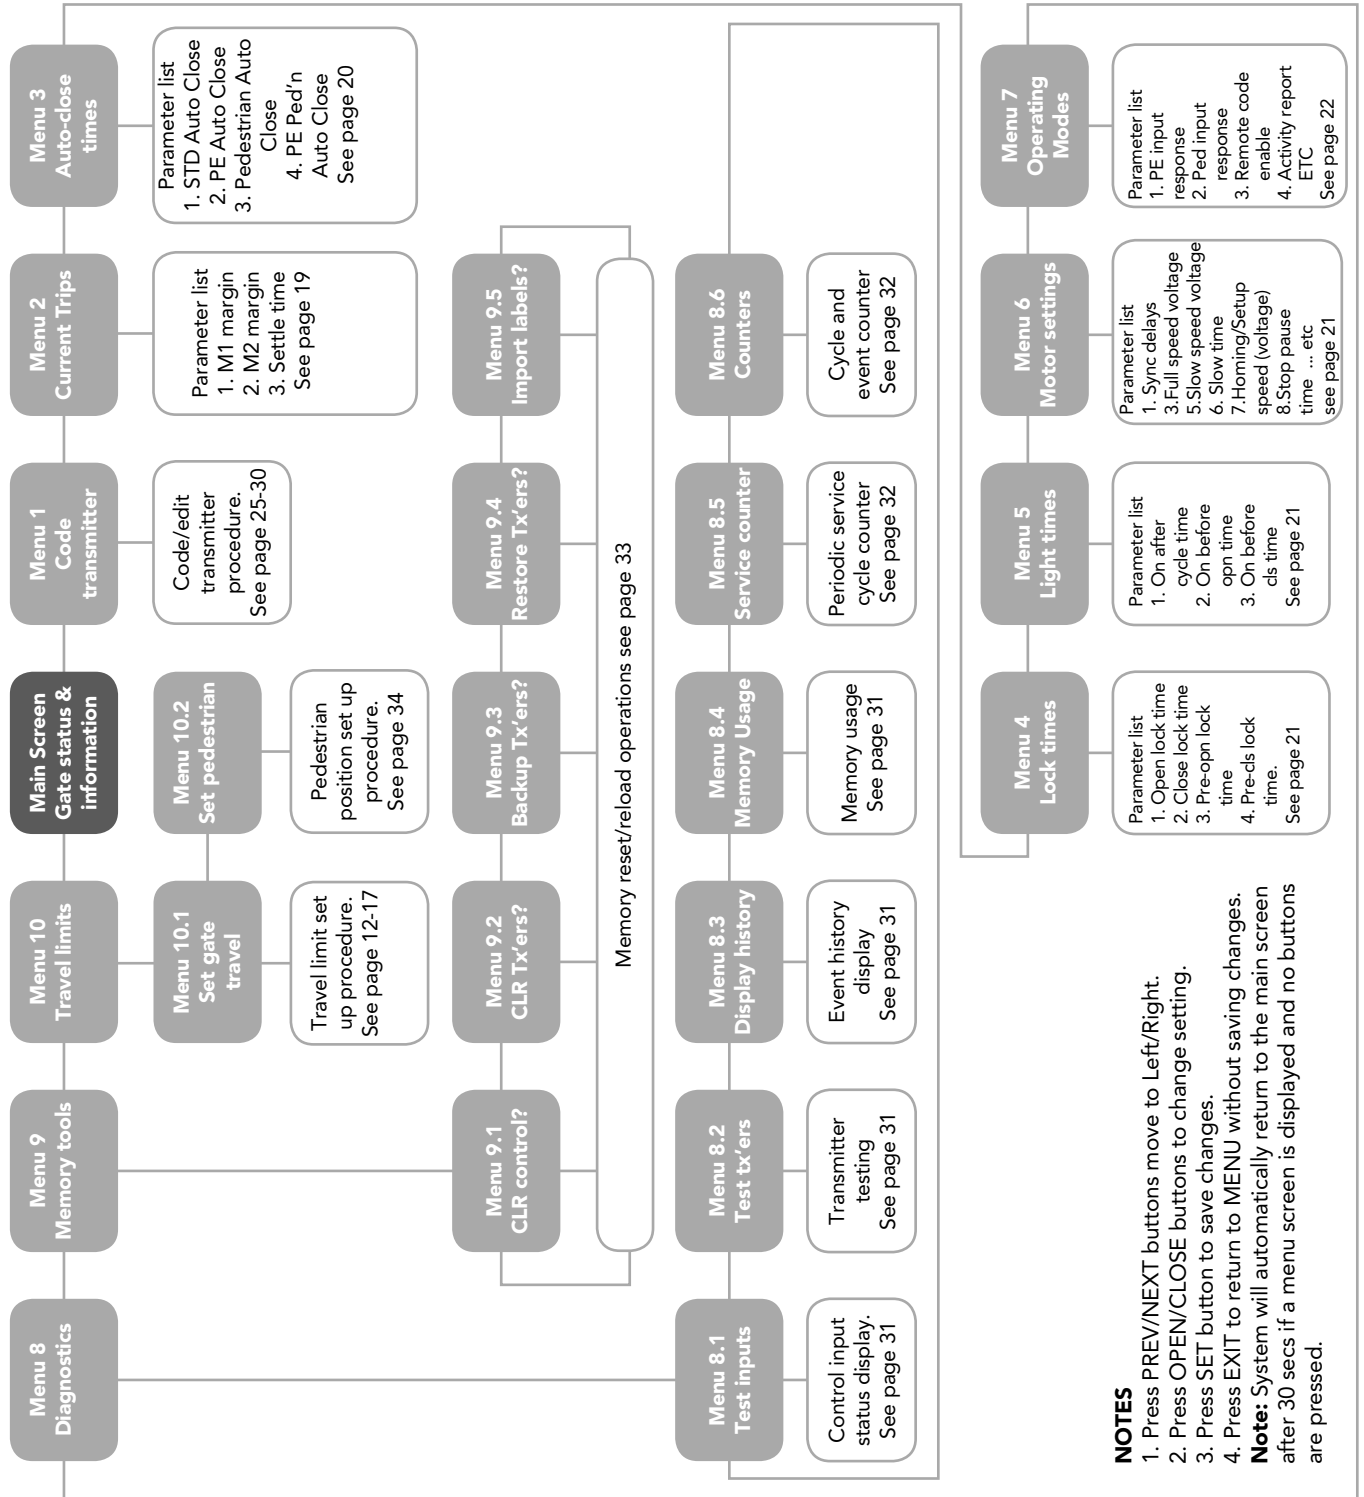 Menu 8
Diagnostics
Menu 9
Memory tools
Menu 10
Travel limits
Main Screen
Gate status &
information
Menu 1
Code
transmitter
Menu 2
Current Trips
Menu 3
Auto-close
times
Menu 10.1
Set gate
travel
Menu 10.2
Set pedestrian
Code/edit
transmitter
procedure.
See page 25-30
Parameter list
1. M1 margin
2. M2 margin
3. Settle time
See page 19
Parameter list
1. STD Auto Close
2. PE Auto Close
3. Pedestrian Auto
Close
4. PE Ped'n
Auto Close
See page 20
Travel limit set
up procedure.
See page 12-17
Pedestrian
position set up
procedure.
See page 34
Menu 9.1
CLR control?
Menu 9.2
CLR Tx'ers?
Menu 9.3
Backup Tx'ers?
Menu 9.4
Restore Tx'ers?
Menu 9.5
Import labels?
Memory reset/reload operations see page 33
Menu 8.1
Test inputs
Menu 8.2
Test tx'ers
Menu 8.3
Display history
Menu 8.4
Memory Usage
Menu 8.5
Service counter
Menu 8.6
Counters
Control input
status display.
See page 31
Transmitter
testing
See page 31
Event history
display
See page 31
Memory usage
See page 31
Periodic service
cycle counter
See page 32
Cycle and
event counter
See page 32
Menu 4
Lock times
Menu 5
Light times
Menu 6
Motor settings
Menu 7
Operating
Modes
Parameter list
1. Open lock time
2. Close lock time
3. Pre-opn lock
time
4. Pre-cls lock
time.
See page 21
Parameter list
1. On after
cycle time
2. On before
opn time
3. On before
cls time
See page 21
Parameter list
1. Sync delays
3.Full speed voltage
5.Slow speed voltage
6. Slow time
7.Homing/Setup
speed (voltage)
8.Stop pause
time ... etc
see page 21
Parameter list
1. PE input
response
2. Ped input
response
3. Remote code
enable
4. Activity report
ETC
See page 22
NOTES
1. Press PREV/NEXT buttons move to Left/Right.
2. Press OPEN/CLOSE buttons to change setting.
3. Press SET button to save changes.
4. Press EXIT to return to MENU without saving changes.
Note: System will automatically return to the main screen
after 30 secs if a menu screen is displayed and no buttons
are pressed.